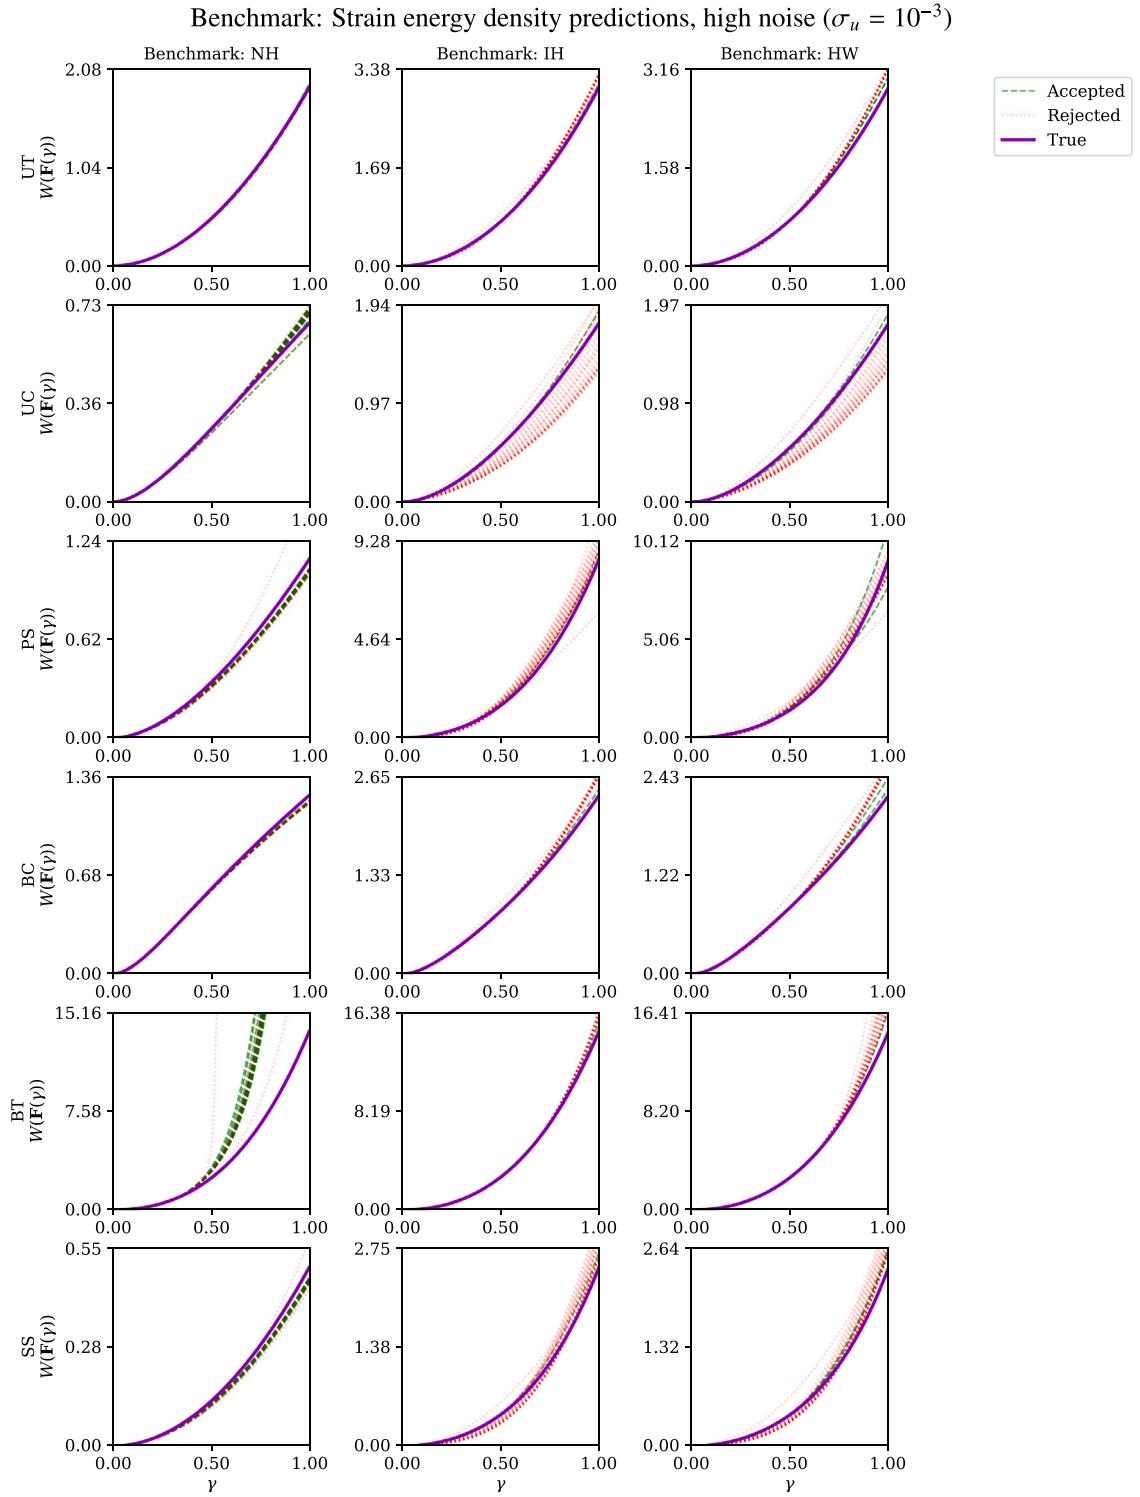 Benchmark: Strain energy density predictions, high noise (σ_u = 10⁻³)
Benchmark: NH
Benchmark: IH
Benchmark: HW
Accepted
Rejected
True
UT
W(F(γ))
2.08
1.04
0.00
0.00 0.50 1.00
3.38
1.69
0.00
0.00 0.50 1.00
3.16
1.58
0.00
0.00 0.50 1.00
UC
W(F(γ))
0.73
0.36
0.00
0.00 0.50 1.00
1.94
0.97
0.00
0.00 0.50 1.00
1.97
0.98
0.00
0.00 0.50 1.00
PS
W(F(γ))
1.24
0.62
0.00
0.00 0.50 1.00
9.28
4.64
0.00
0.00 0.50 1.00
10.12
5.06
0.00
0.00 0.50 1.00
BC
W(F(γ))
1.36
0.68
0.00
0.00 0.50 1.00
2.65
1.33
0.00
0.00 0.50 1.00
2.43
1.22
0.00
0.00 0.50 1.00
BT
W(F(γ))
15.16
7.58
0.00
0.00 0.50 1.00
16.38
8.19
0.00
0.00 0.50 1.00
16.41
8.20
0.00
0.00 0.50 1.00
SS
W(F(γ))
0.55
0.28
0.00
0.00 0.50 1.00
γ
2.75
1.38
0.00
0.00 0.50 1.00
γ
2.64
1.32
0.00
0.00 0.50 1.00
γ